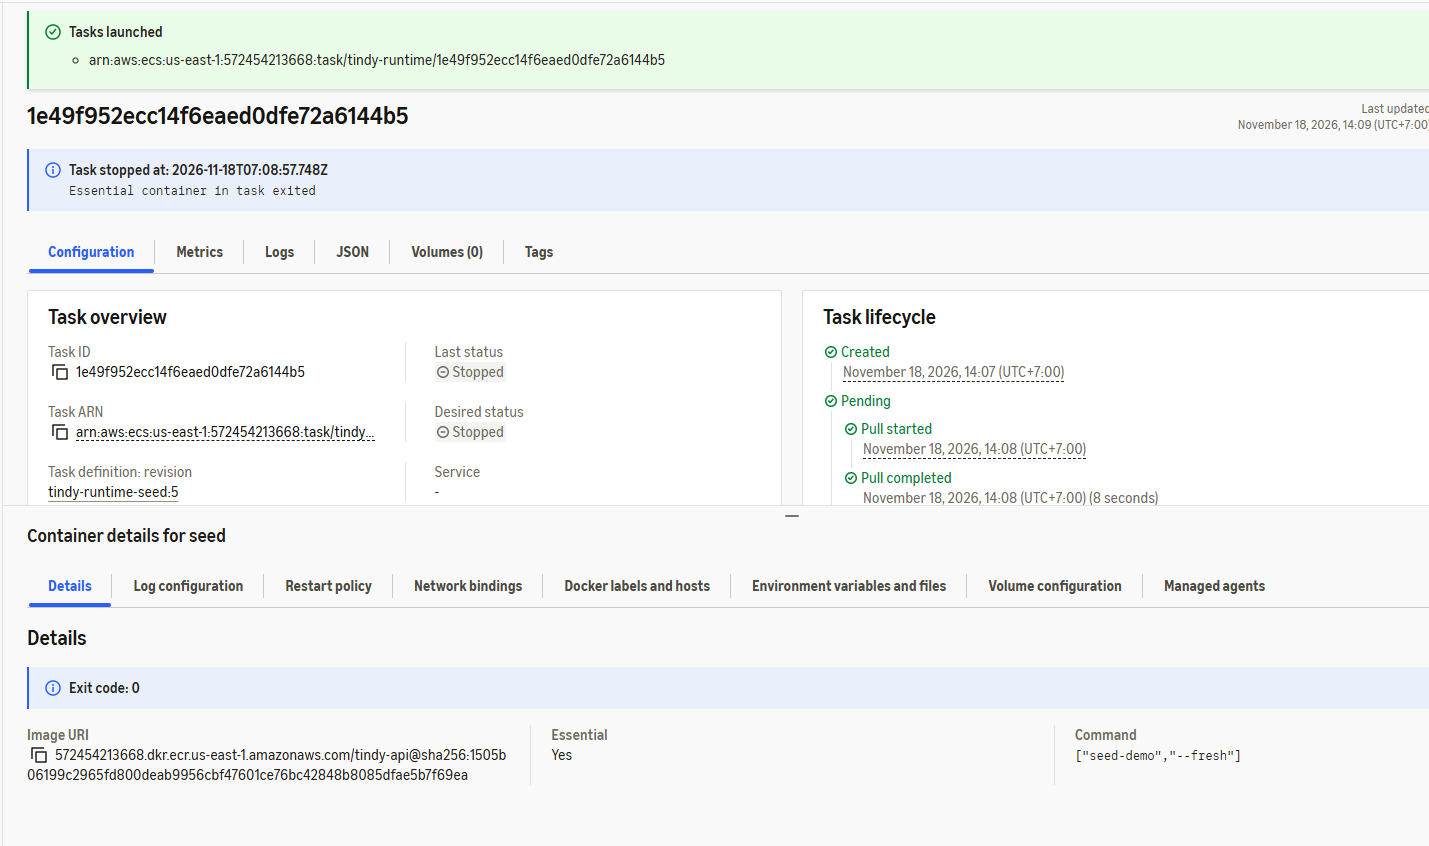 Tasks launched
arn:aws:ecs:us-east-1:572454213668:task/tindy-runtime/1e49f952ecc14f6eaed0dfe72a6144b5
1e49f952ecc14f6eaed0dfe72a6144b5
Last updated
November 18, 2026, 14:09 (UTC+7:00)
Task stopped at: 2026-11-18T07:08:57.748Z
Essential container in task exited
Configuration
Metrics
Logs
JSON
Volumes (0)
Tags
Task overview
Task ID
1e49f952ecc14f6eaed0dfe72a6144b5
Last status
Stopped
Task ARN
arn:aws:ecs:us-east-1:572454213668:task/tindy...
Desired status
Stopped
Task definition: revision
tindy-runtime-seed:5
Service
-
Task lifecycle
Created
November 18, 2026, 14:07 (UTC+7:00)
Pending
Pull started
November 18, 2026, 14:08 (UTC+7:00)
Pull completed
November 18, 2026, 14:08 (UTC+7:00) (8 seconds)
Container details for seed
Details
Log configuration
Restart policy
Network bindings
Docker labels and hosts
Environment variables and files
Volume configuration
Managed agents
Details
Exit code: 0
Image URI
572454213668.dkr.ecr.us-east-1.amazonaws.com/tindy-api@sha256:1505b
06199c2965fd800deab9956cbf47601ce76bc42848b8085dfae5b7f69ea
Essential
Yes
Command
["seed-demo","--fresh"]